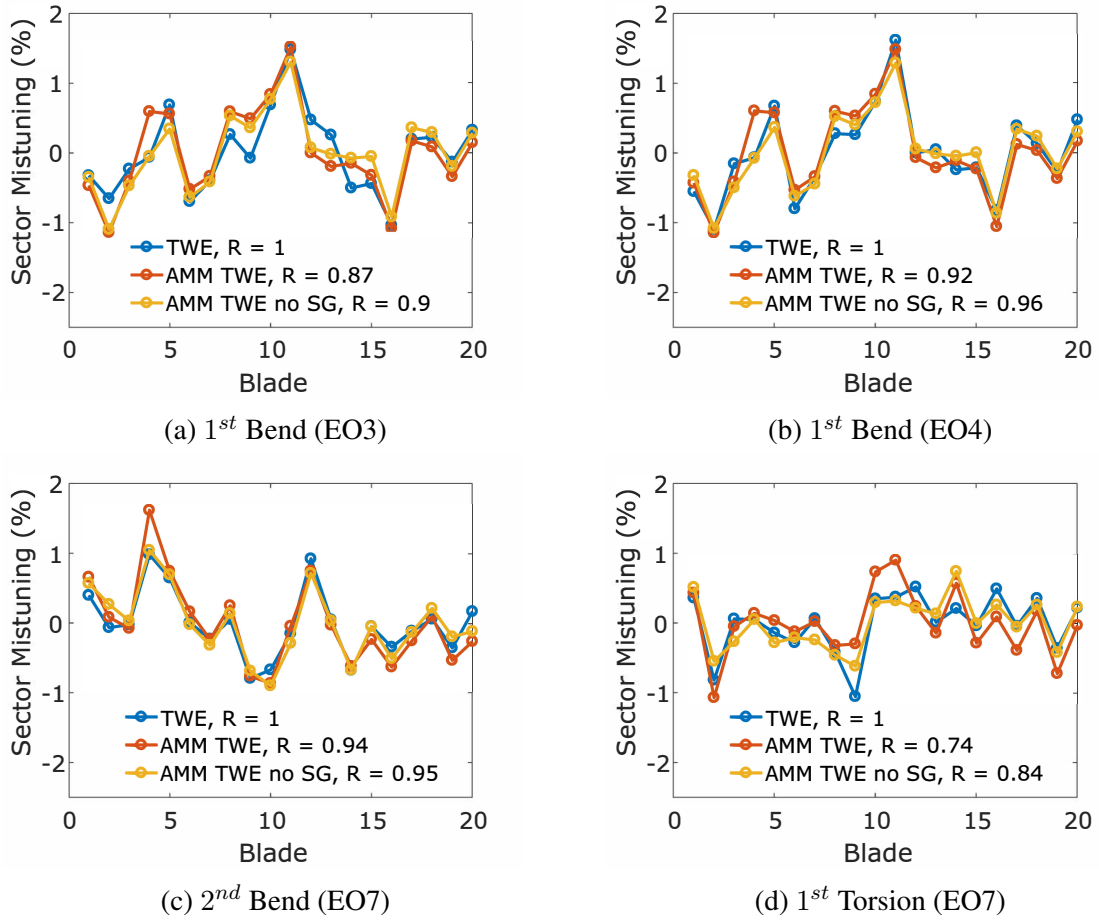 Sector Mistuning (%)
2
1
0
-1
-2
TWE, R = 1
AMM TWE, R = 0.87
AMM TWE no SG, R = 0.9
0 5 10 15 20
Blade
(a) 1st Bend (EO3)
Sector Mistuning (%)
2
1
0
-1
-2
TWE, R = 1
AMM TWE, R = 0.92
AMM TWE no SG, R = 0.96
0 5 10 15 20
Blade
(b) 1st Bend (EO4)
Sector Mistuning (%)
2
1
0
-1
-2
TWE, R = 1
AMM TWE, R = 0.94
AMM TWE no SG, R = 0.95
0 5 10 15 20
Blade
(c) 2nd Bend (EO7)
Sector Mistuning (%)
2
1
0
-1
-2
TWE, R = 1
AMM TWE, R = 0.74
AMM TWE no SG, R = 0.84
0 5 10 15 20
Blade
(d) 1st Torsion (EO7)